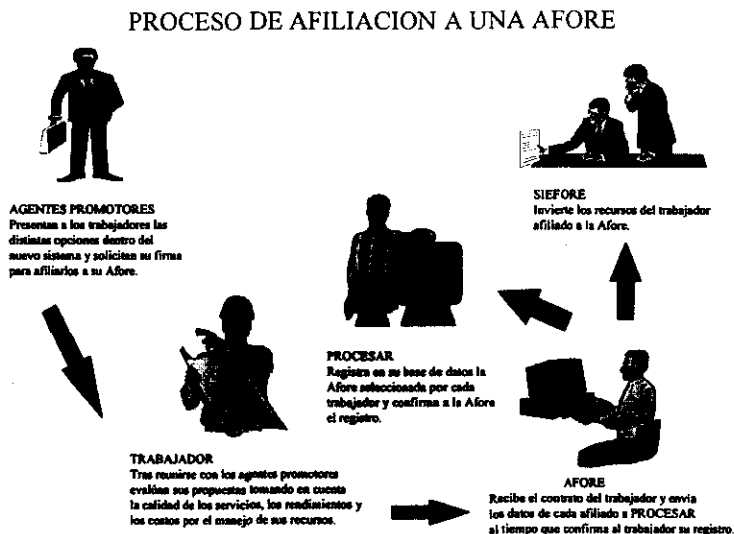 PROCESO DE AFILIACION A UNA AFORE
AGENTES PROMOTORES
Presentan a los trabajadores las
distintas opciones dentro del
nuevo sistema y solicitan su firma
para afiliarlos a su Afore.
TRABAJADOR
Tras reunirse con los agentes promotores
evalúan sus propuestas tomando en cuenta
la calidad de los servicios, los rendimientos y
los costos por el manejo de sus recursos.
AFORE
Recibe el contrato del trabajador y envia
los datos de cada afiliado a PROCESAR
al tiempo que confirma al trabajador su registro.
PROCESAR
Registra en su base de datos la
Afore seleccionada por cada
trabajador y confirma a la Afore
el registro.
SIEFORE
Invierte los recursos del trabajador
afiliado a la Afore.